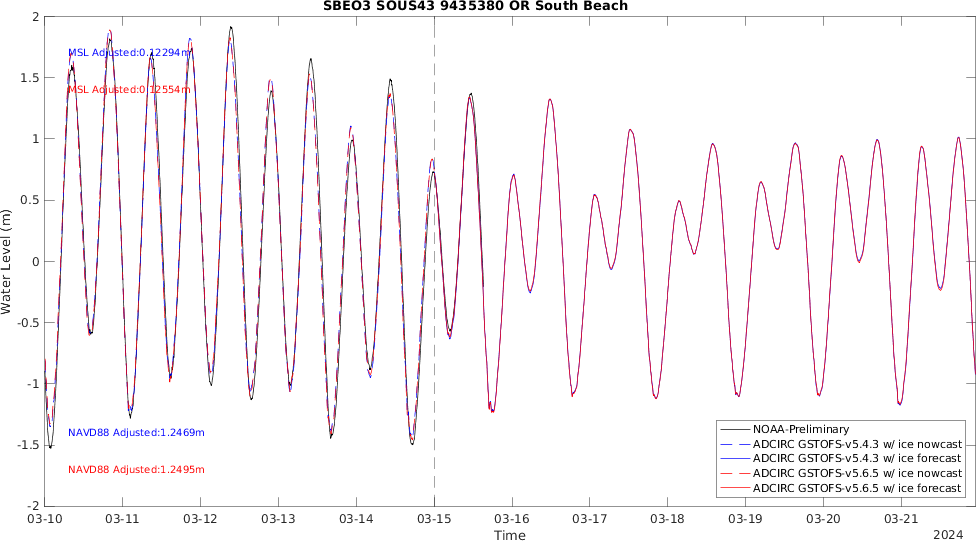 SBEO3 SOUS43 9435380 OR South Beach
2
1.5
1
0.5
0
-0.5
-1
-1.5
-2
Water Level (m)
MSL Adjusted:0.12294m
MSL Adjusted:0.12554m
NAVD88 Adjusted:1.2469m
NAVD88 Adjusted:1.2495m
NOAA-Preliminary
ADCIRC GSTOFS-v5.4.3 w/ ice nowcast
ADCIRC GSTOFS-v5.4.3 w/ ice forecast
ADCIRC GSTOFS-v5.6.5 w/ ice nowcast
ADCIRC GSTOFS-v5.6.5 w/ ice forecast
03-10 03-11 03-12 03-13 03-14 03-15 03-16 03-17 03-18 03-19 03-20 03-21
Time
2024